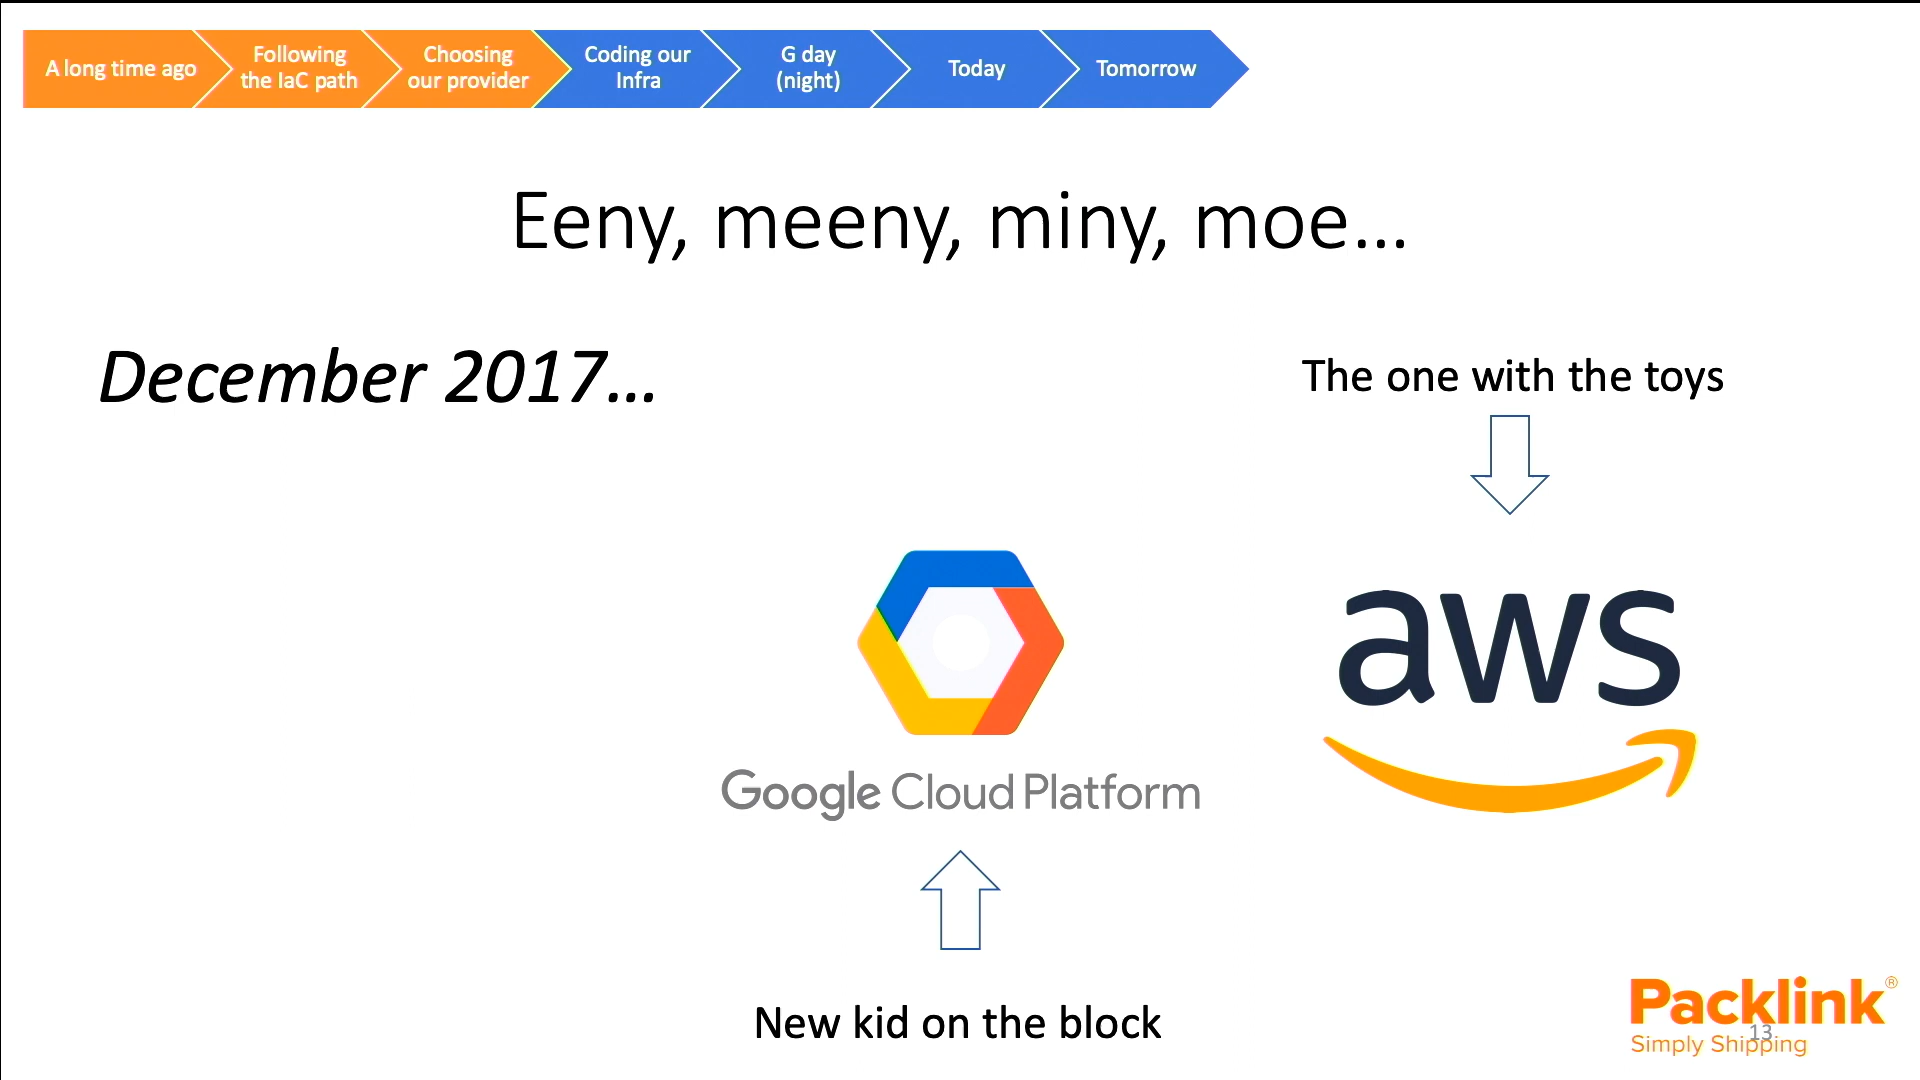 A long time ago
Following
the IaC path
Choosing
our provider
Coding our
Infra
G day
(night)
Today
Tomorrow
Eeny, meeny, miny, moe...
December 2017...
The one with the toys
aws
Google Cloud Platform
New kid on the block
Packlink®
Simply Shipping
13